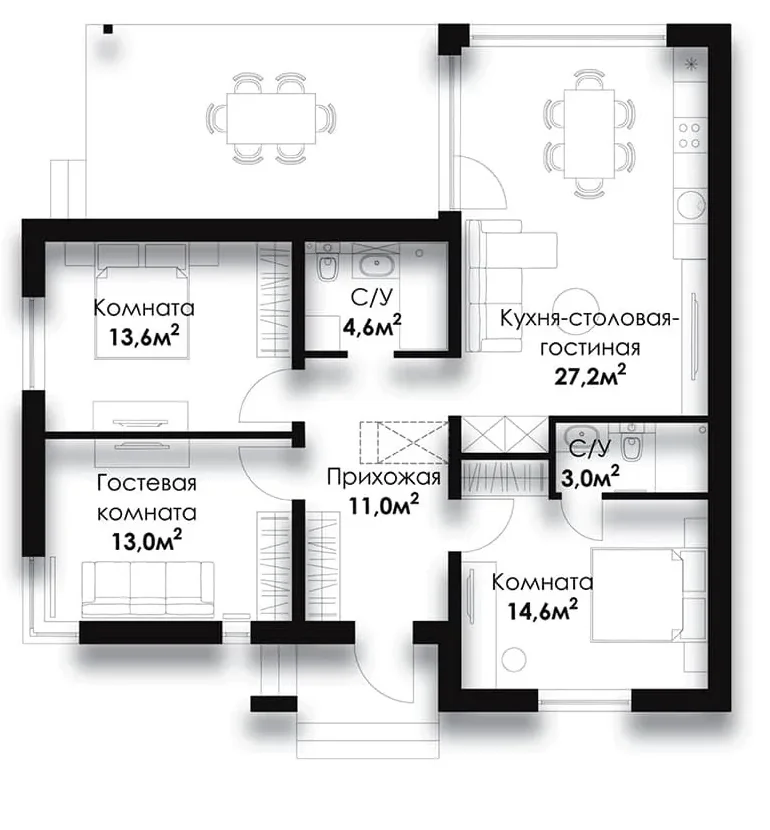 Комната
13,6м²
С/У
4,6м²
Кухня-столовая-
гостиная
27,2м²
Гостевая
комната
13,0м²
Прихожая
11,0м²
С/У
3,0м²
Комната
14,6м²